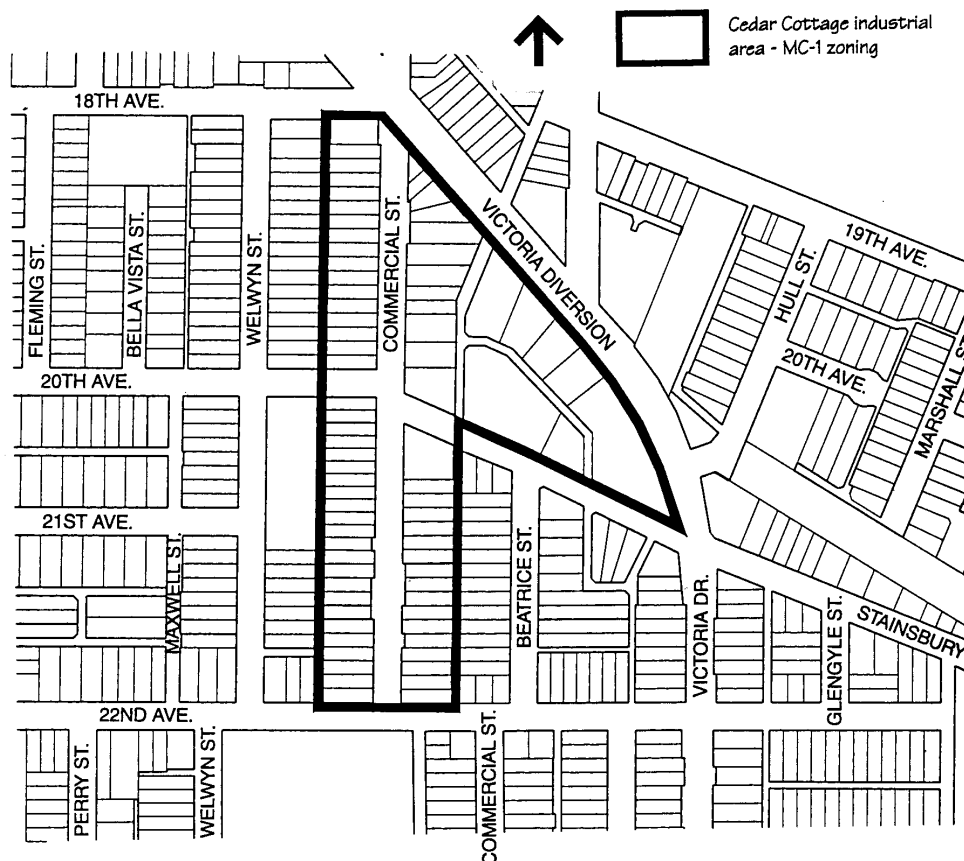 Cedar Cottage industrial
area - MC-1 zoning
18TH AVE.
FLEMING ST.
BELLA VISTA ST.
WELWYN ST.
COMMERCIAL ST.
VICTORIA DIVERSION
HULL ST.
19TH AVE.
20TH AVE.
MARSHALL ST
20TH AVE.
21ST AVE.
MAXWELL ST.
BEATRICE ST.
VICTORIA DR.
GLENGYLE ST.
STAINSBURY
22ND AVE.
PERRY ST.
WELWYN ST.
COMMERCIAL ST.